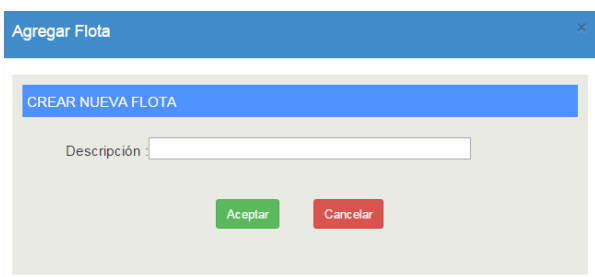 Agregar Flota ×
CREAR NUEVA FLOTA
Descripción :
Aceptar Cancelar